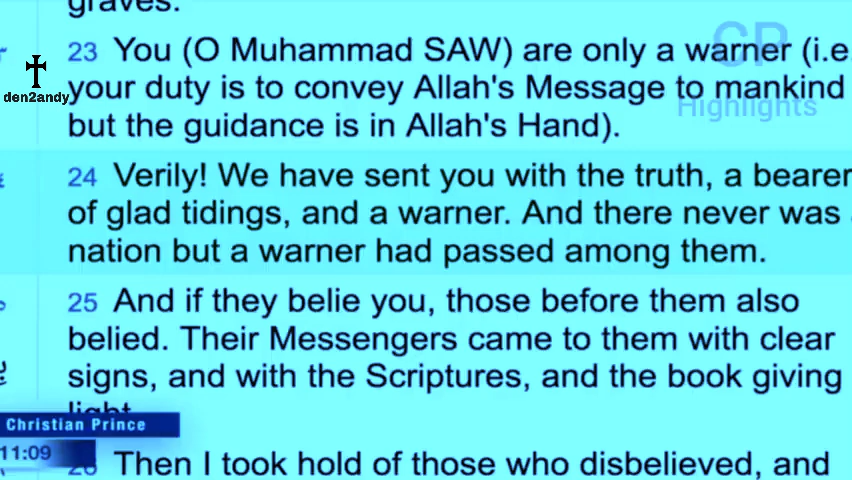 graves.
23 You (O Muhammad SAW) are only a warner (i.e
your duty is to convey Allah's Message to mankind
but the guidance is in Allah's Hand).
24 Verily! We have sent you with the truth, a bearer
of glad tidings, and a warner. And there never was
nation but a warner had passed among them.
25 And if they belie you, those before them also
belied. Their Messengers came to them with clear
signs, and with the Scriptures, and the book giving
light.
26 Then I took hold of those who disbelieved, and
CP
Highlights
den2andy
Christian Prince
11:09